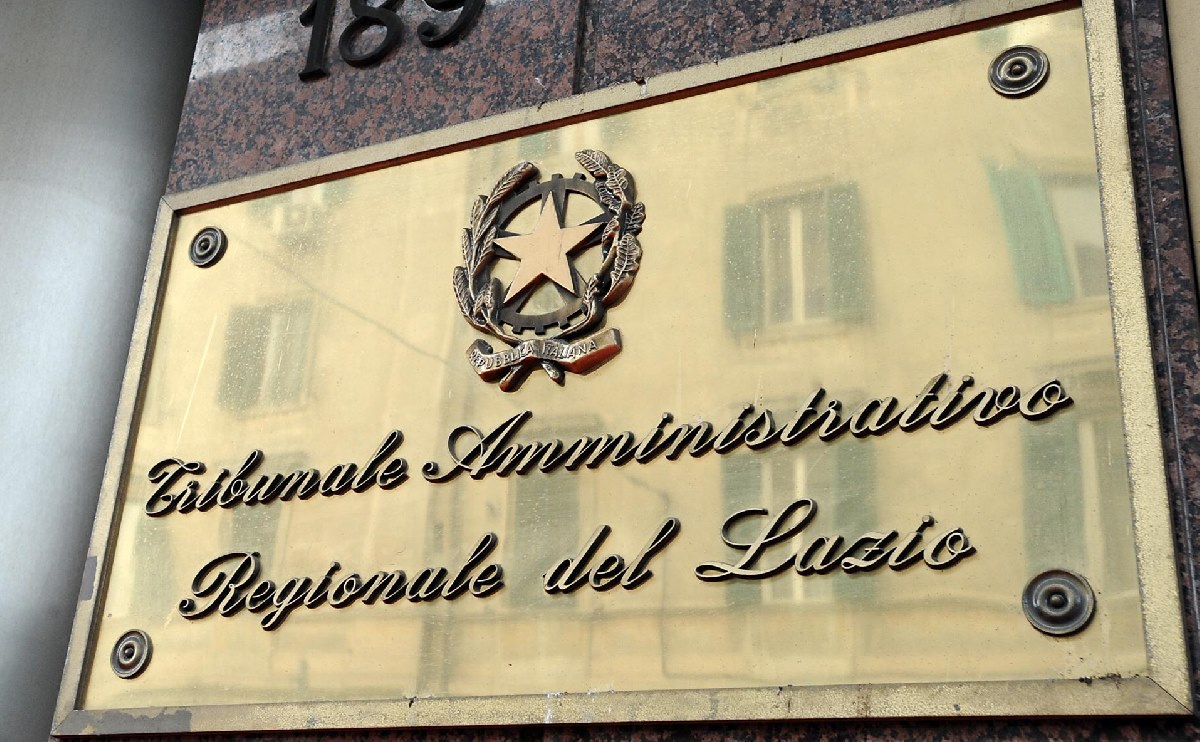 189
REPUBBLICA ITALIANA
Tribunale Amministrativo
Regionale del Lazio